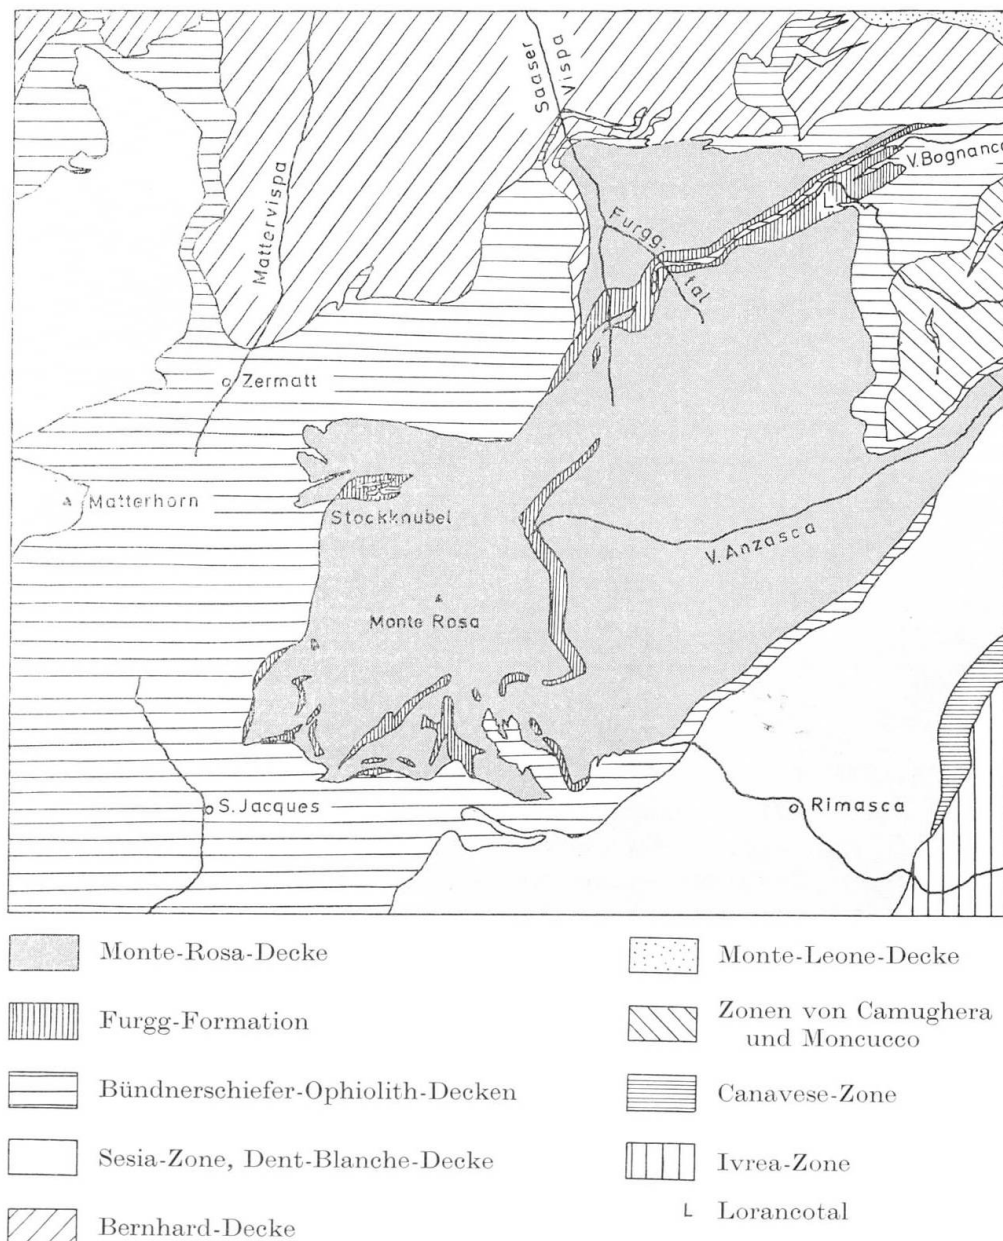 Saaser
Vispa
V. Bognanco
L
Mattervispa
Furgg-
tal
Zermatt
Matterhorn
Stockknubel
V. Anzasca
Monte Rosa
S. Jacques
Rimasca
Monte-Rosa-Decke
Furgg-Formation
Bündnerschiefer-Ophiolith-Decken
Sesia-Zone, Dent-Blanche-Decke
Bernhard-Decke
Monte-Leone-Decke
Zonen von Camughera
und Moncucco
Canavese-Zone
Ivrea-Zone
L Lorancotal